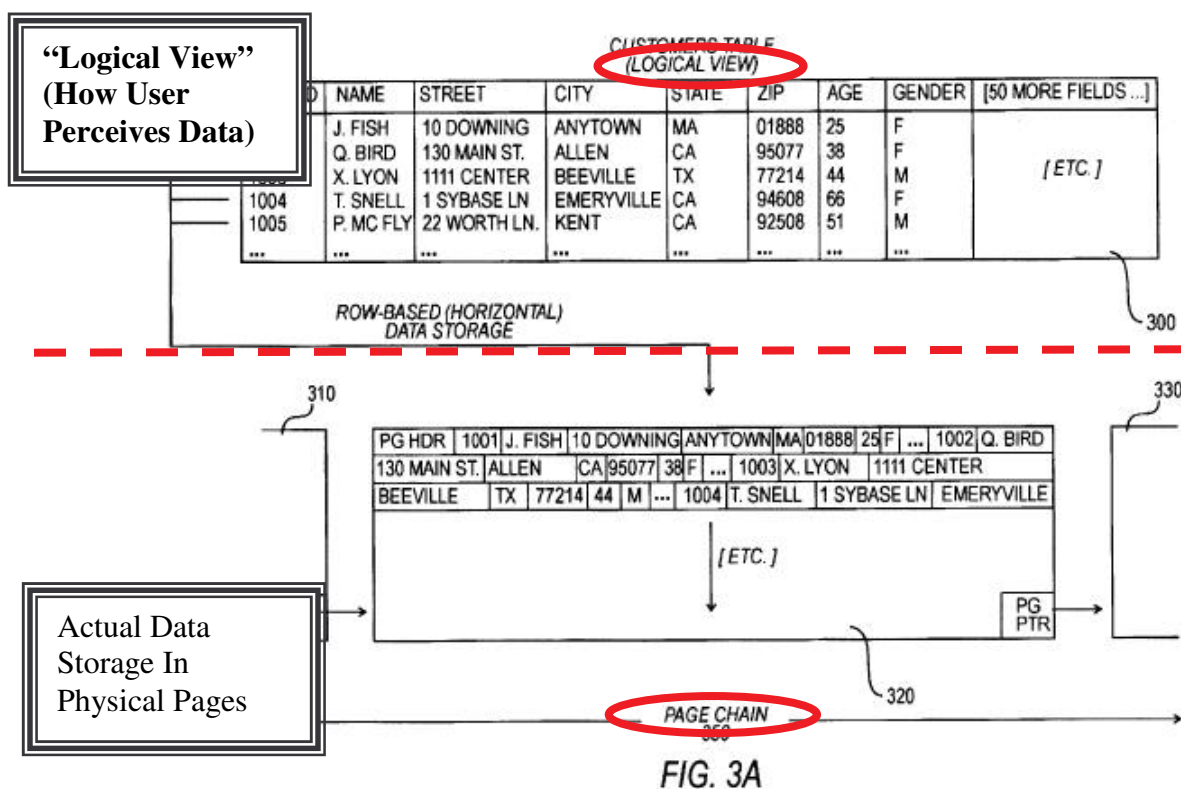 “Logical View”
(How User
Perceives Data)
CUSTOMERS TABLE
(LOGICAL VIEW)
D NAME STREET CITY STATE ZIP AGE GENDER [50 MORE FIELDS ...]
J. FISH 10 DOWNING ANYTOWN MA 01888 25 F
Q. BIRD 130 MAIN ST. ALLEN CA 95077 38 F
X. LYON 1111 CENTER BEEVILLE TX 77214 44 M
[ ETC. ]
1004 T. SNELL 1 SYBASE LN EMERYVILLE CA 94608 66 F
1005 P. MC FLY 22 WORTH LN. KENT CA 92508 51 M
... ... ... ... ... ... ... ...
300
ROW-BASED (HORIZONTAL)
DATA STORAGE
310
330
PG HDR 1001 J. FISH 10 DOWNING ANYTOWN MA 01888 25 F ... 1002 Q. BIRD
130 MAIN ST. ALLEN CA 95077 38 F ... 1003 X. LYON 1111 CENTER
BEEVILLE TX 77214 44 M ... 1004 T. SNELL 1 SYBASE LN EMERYVILLE
[ ETC. ]
PG
PTR
Actual Data
Storage In
Physical Pages
320
PAGE CHAIN
350
FIG. 3A